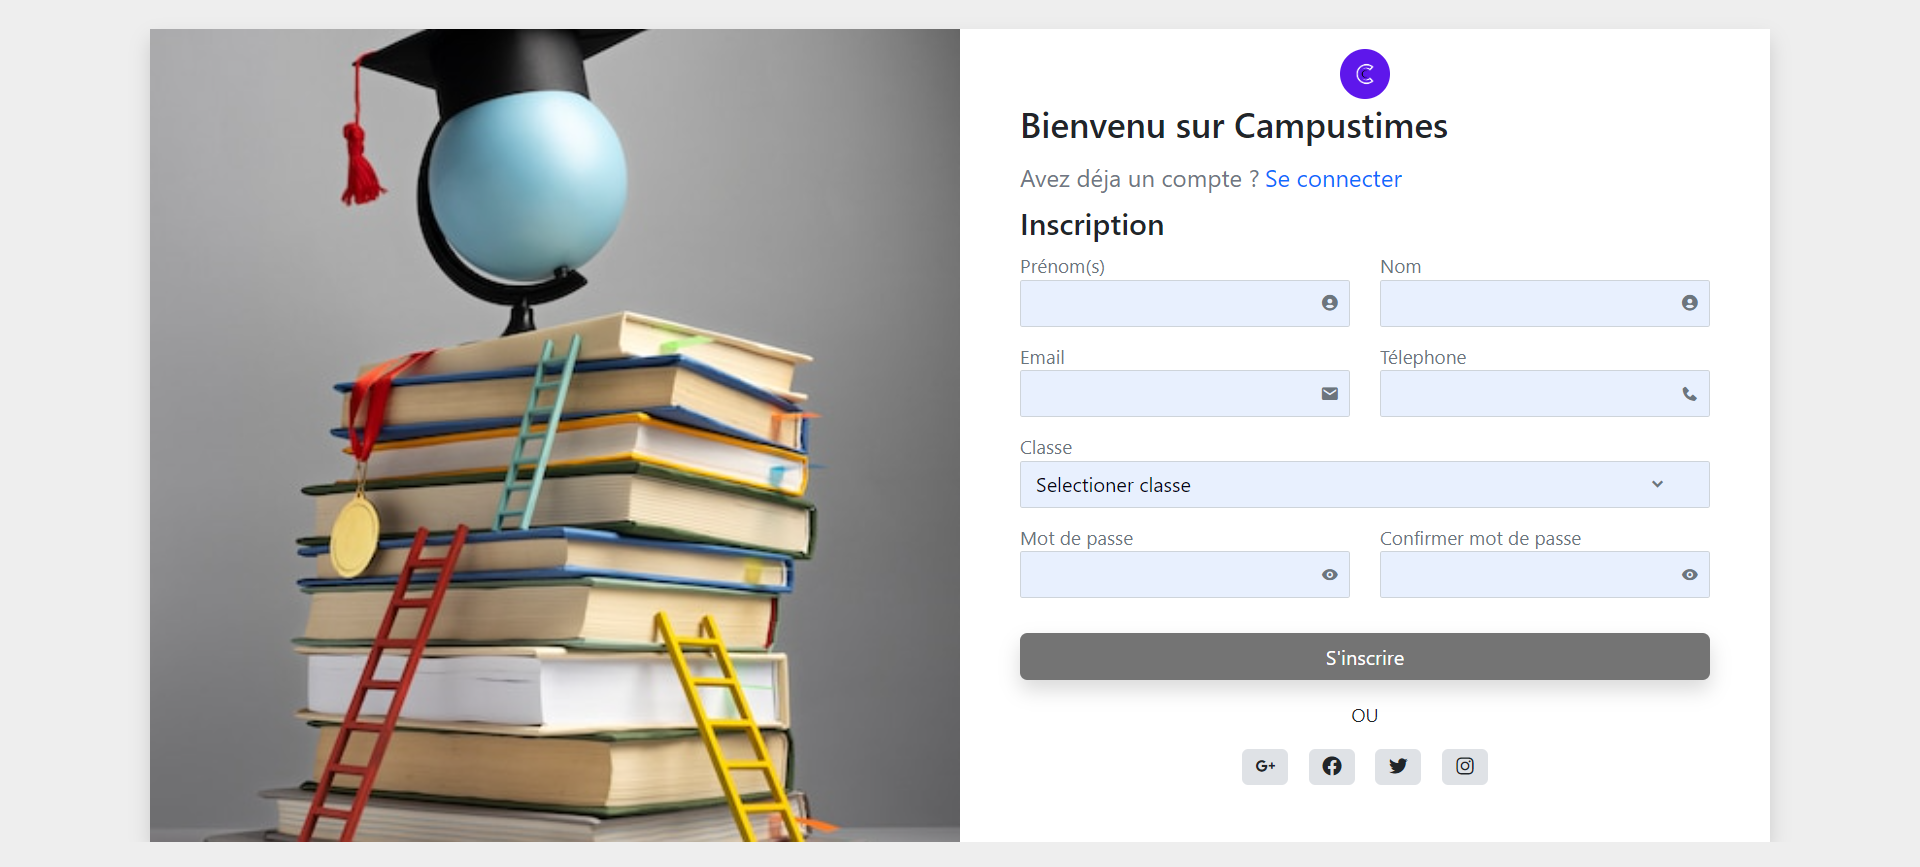 C
Bienvenu sur Campustimes
Avez déja un compte ? Se connecter
Inscription
Prénom(s) Nom
Email Télephone
Classe
Selectioner classe
Mot de passe Confirmer mot de passe
S'inscrire
OU
G+